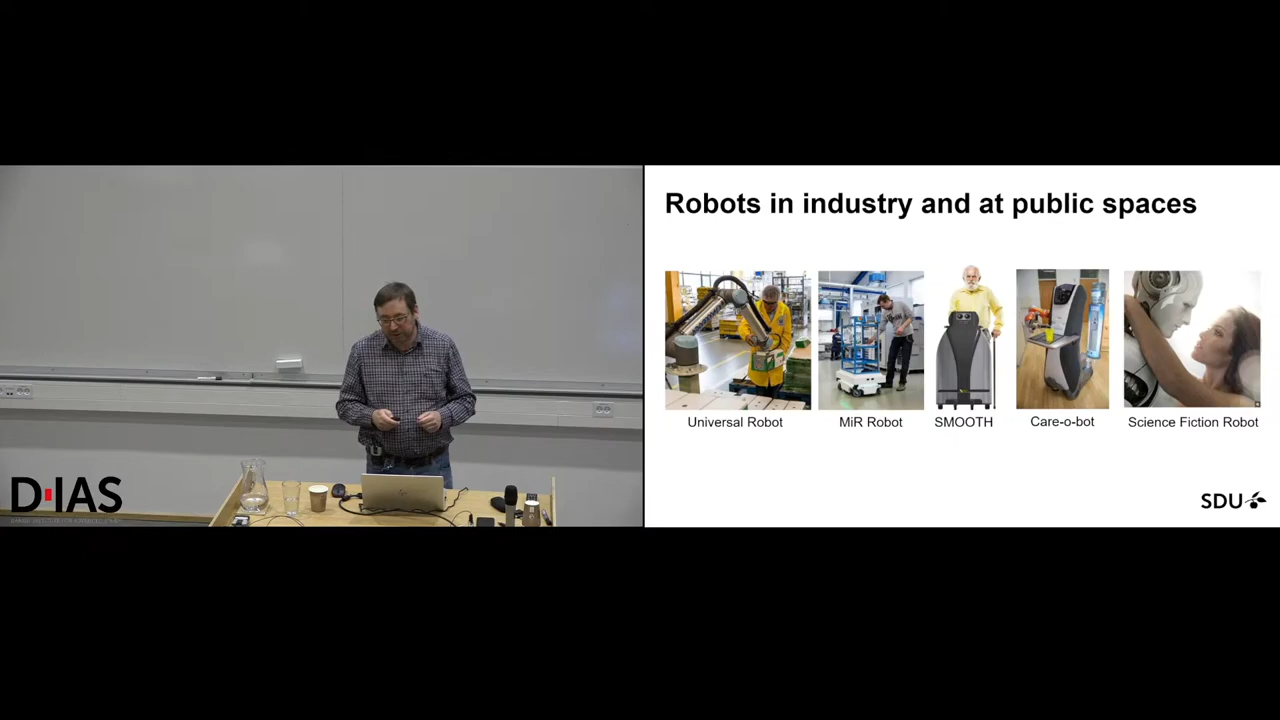 D-IAS
Robots in industry and at public spaces
Universal Robot
MiR Robot
SMOOTH
Care-o-bot
Science Fiction Robot
SDU